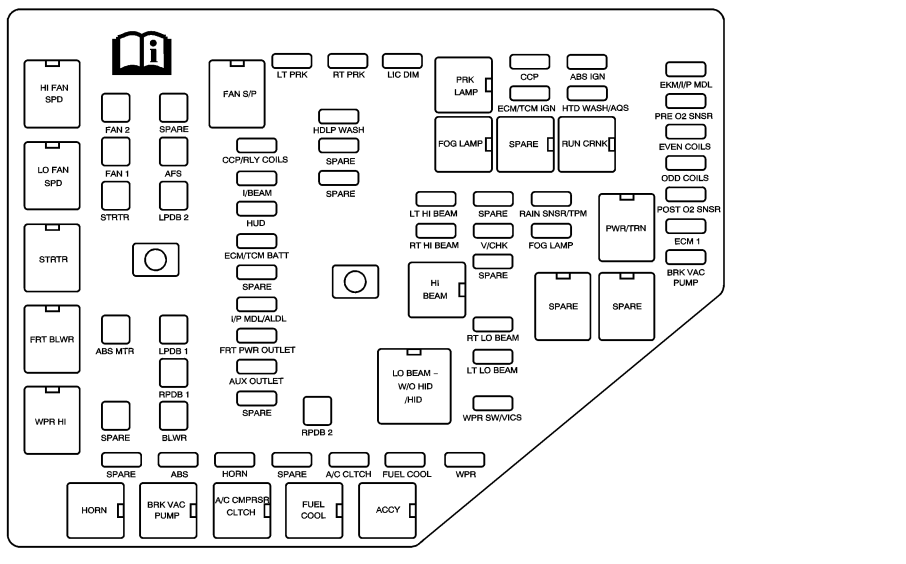 HI FAN
SPD
FAN S/P
LT PRK
RT PRK
LIC DIM
PRK
LAMP
CCP
ABS IGN
EKM/I/P MDL
FAN 2
SPARE
HDLP WASH
ECM/TCM IGN
HTD WASH/AQS
PRE O2 SNSR
LO FAN
SPD
FAN 1
AFS
CCP/RLY COILS
SPARE
FOG LAMP
SPARE
RUN CRNK
EVEN COILS
ODD COILS
STRTR
LPDB 2
I/BEAM
SPARE
LT HI BEAM
SPARE
RAIN SNSR/TPM
POST O2 SNSR
HUD
RT HI BEAM
V/CHK
FOG LAMP
PWR/TRN
ECM 1
STRTR
ECM/TCM BATT
SPARE
BRK VAC
PUMP
SPARE
Hi
BEAM
SPARE
SPARE
I/P MDL/ALDL
FRT BLWR
ABS MTR
LPDB 1
FRT PWR OUTLET
RT LO BEAM
RPDB 1
AUX OUTLET
LO BEAM –
W/O HID
/HID
LT LO BEAM
WPR HI
SPARE
BLWR
SPARE
RPDB 2
WPR SW/VICS
SPARE
ABS
HORN
SPARE
A/C CLTCH
FUEL COOL
WPR
HORN
BRK VAC
PUMP
A/C CMPRSR
CLTCH
FUEL
COOL
ACCY